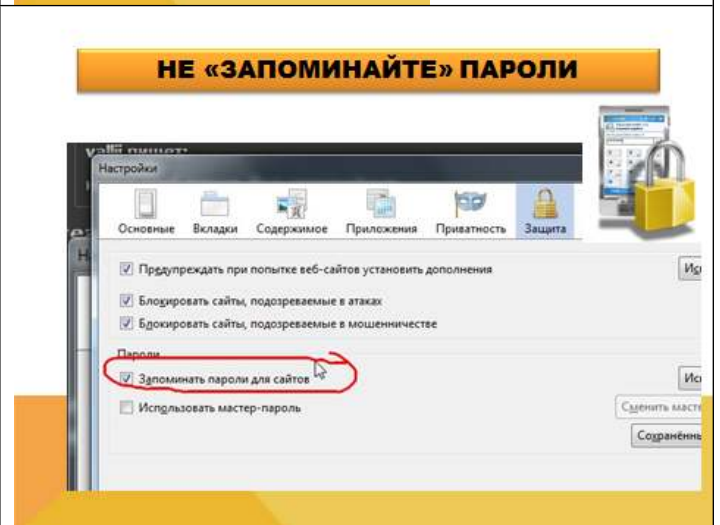 НЕ «ЗАПОМИНАЙТЕ» ПАРОЛИ
Настройки
Основные Вкладки Содержимое Приложения Приватность Защита
Предупреждать при попытке веб-сайтов установить дополнения
Блокировать сайты, подозреваемые в атаках
Блокировать сайты, подозреваемые в мошенничестве
Пароли
Запоминать пароли для сайтов
Использовать мастер-пароль
Сменить